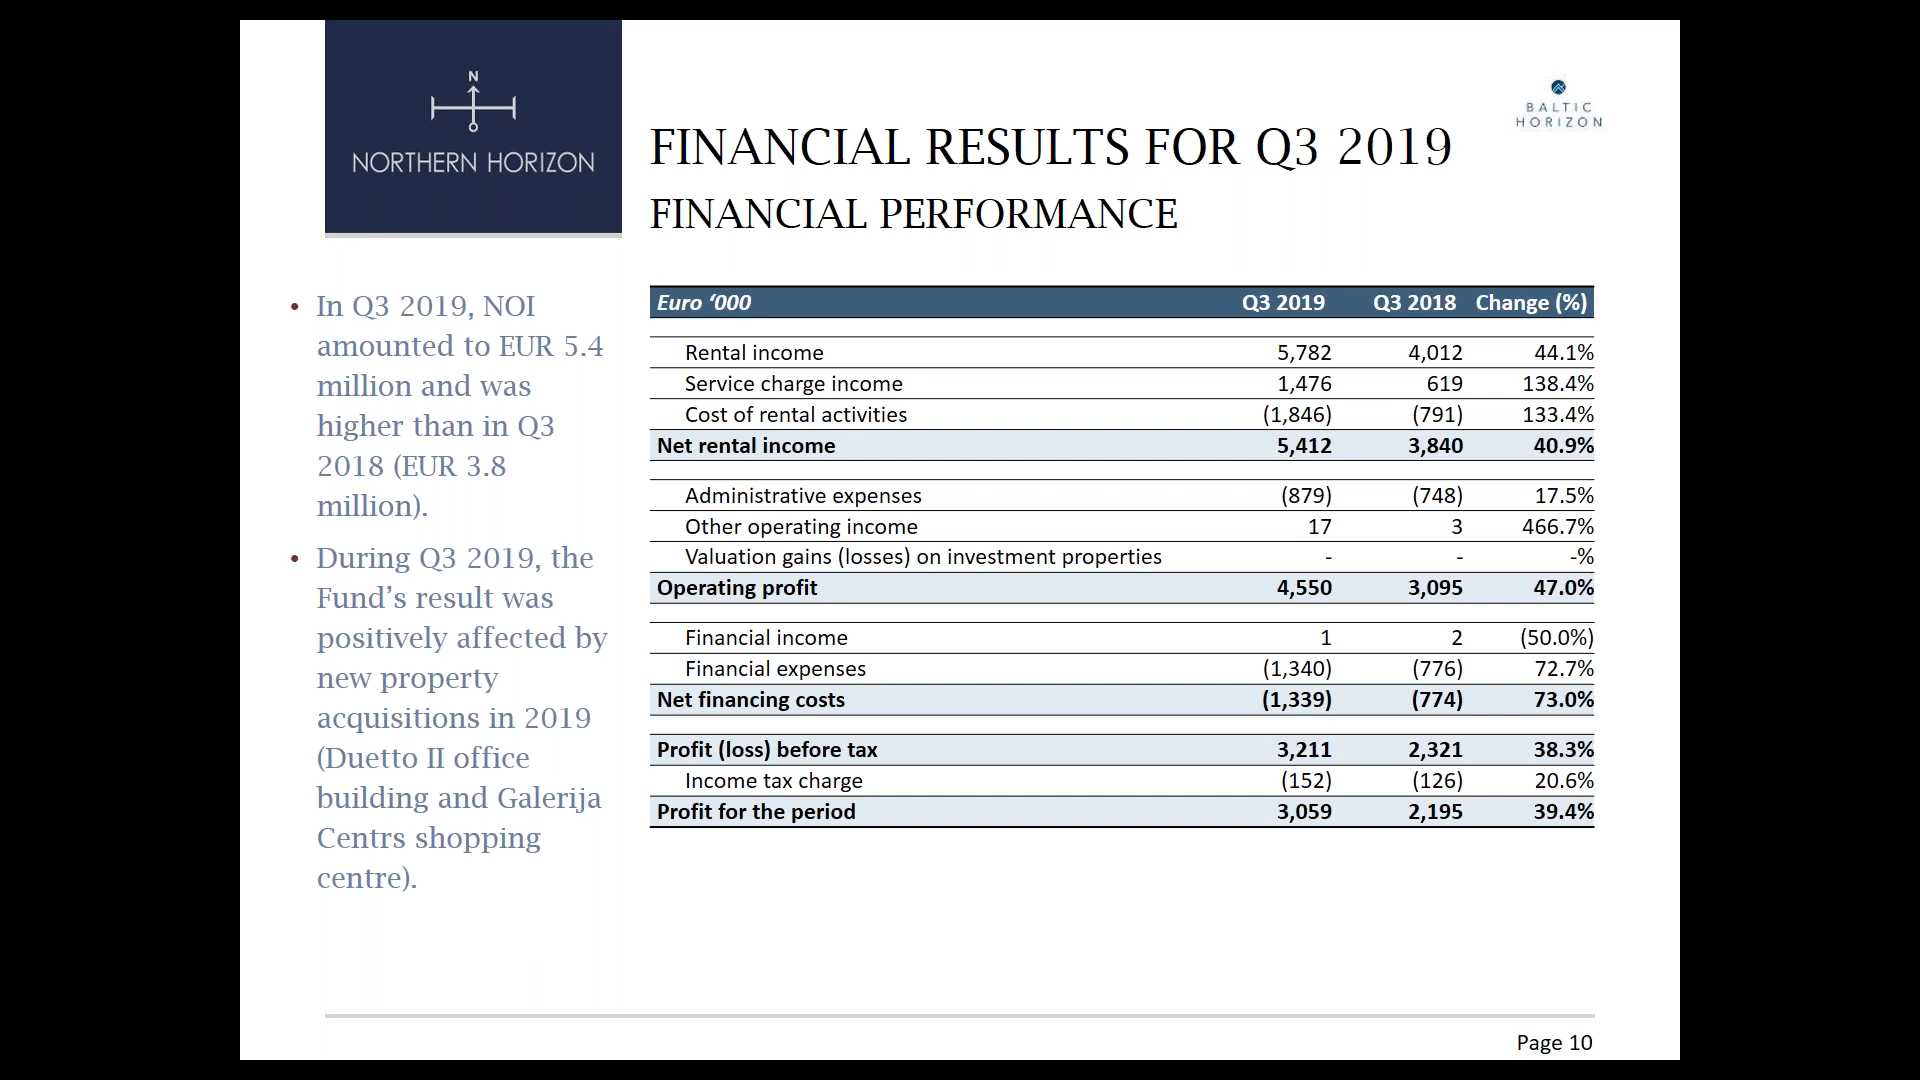 N
NORTHERN HORIZON
BALTIC
HORIZON
FINANCIAL RESULTS FOR Q3 2019
FINANCIAL PERFORMANCE
• In Q3 2019, NOI
amounted to EUR 5.4
million and was
higher than in Q3
2018 (EUR 3.8
million).
• During Q3 2019, the
Fund’s result was
positively affected by
new property
acquisitions in 2019
(Duetto II office
building and Galerija
Centrs shopping
centre).
Euro ‘000 Q3 2019 Q3 2018 Change (%)
Rental income 5,782 4,012 44.1%
Service charge income 1,476 619 138.4%
Cost of rental activities (1,846) (791) 133.4%
Net rental income 5,412 3,840 40.9%
Administrative expenses (879) (748) 17.5%
Other operating income 17 3 466.7%
Valuation gains (losses) on investment properties - - -%
Operating profit 4,550 3,095 47.0%
Financial income 1 2 (50.0%)
Financial expenses (1,340) (776) 72.7%
Net financing costs (1,339) (774) 73.0%
Profit (loss) before tax 3,211 2,321 38.3%
Income tax charge (152) (126) 20.6%
Profit for the period 3,059 2,195 39.4%
Page 10